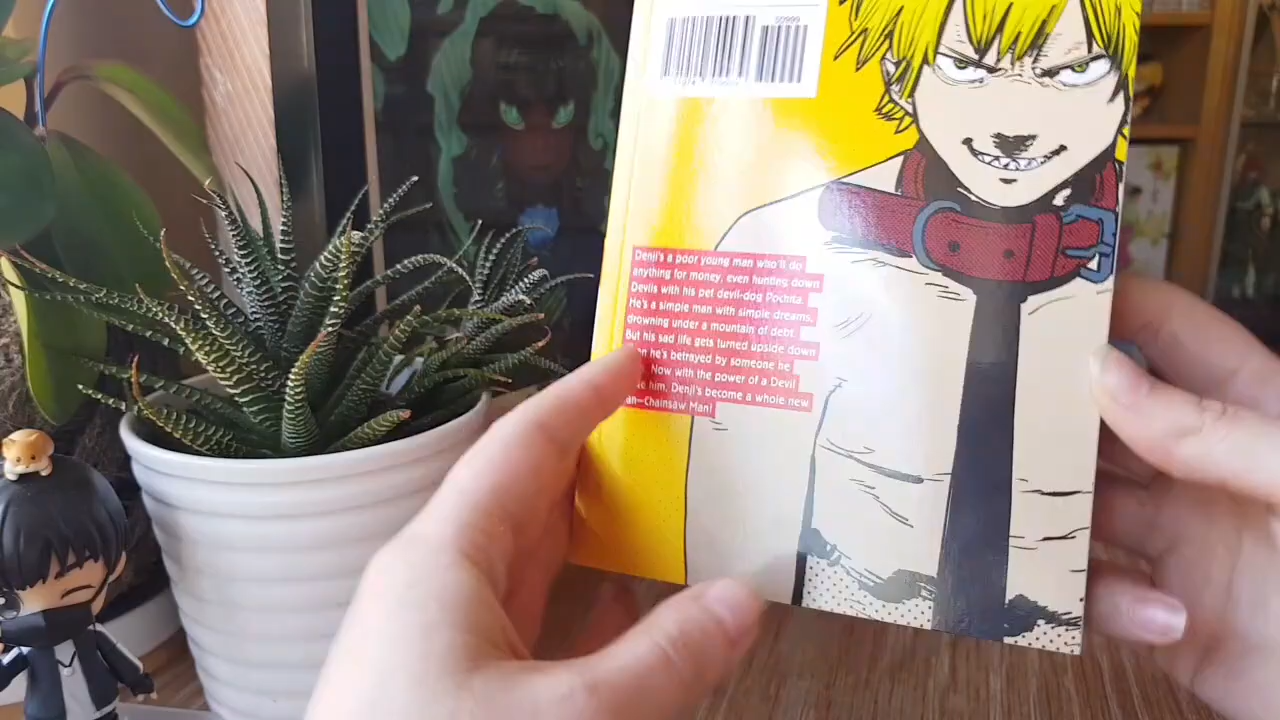 50999
Denji's a poor young man who'll do
anything for money, even hunting down
Devils with his pet devil-dog Pochita.
He's a simple man with simple dreams,
drowning under a mountain of debt.
But his sad life gets turned upside down
he's betrayed by someone he
Now with the power of a Devil
him, Denji's become a whole new
—Chainsaw Man!